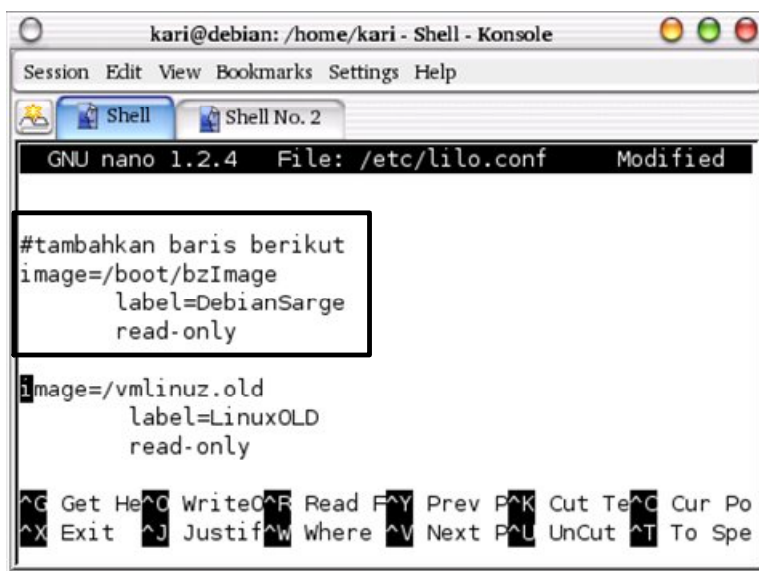 kari@debian: /home/kari - Shell - Konsole
Session Edit View Bookmarks Settings Help
Shell Shell No. 2
GNU nano 1.2.4 File: /etc/lilo.conf Modified
#tambahkan baris berikut
image=/boot/bzImage
label=DebianSarge
read-only
image=/vmlinuz.old
label=LinuxOLD
read-only
^G Get He^O WriteO^R Read F^Y Prev P^K Cut Te^C Cur Po
^X Exit ^J Justif^W Where ^V Next P^U UnCut ^T To Spe